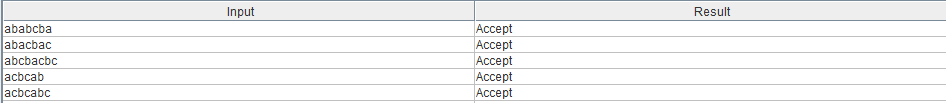 Input Result
ababcba Accept
abacbac Accept
abcbacbc Accept
acbcab Accept
acbcabc Accept